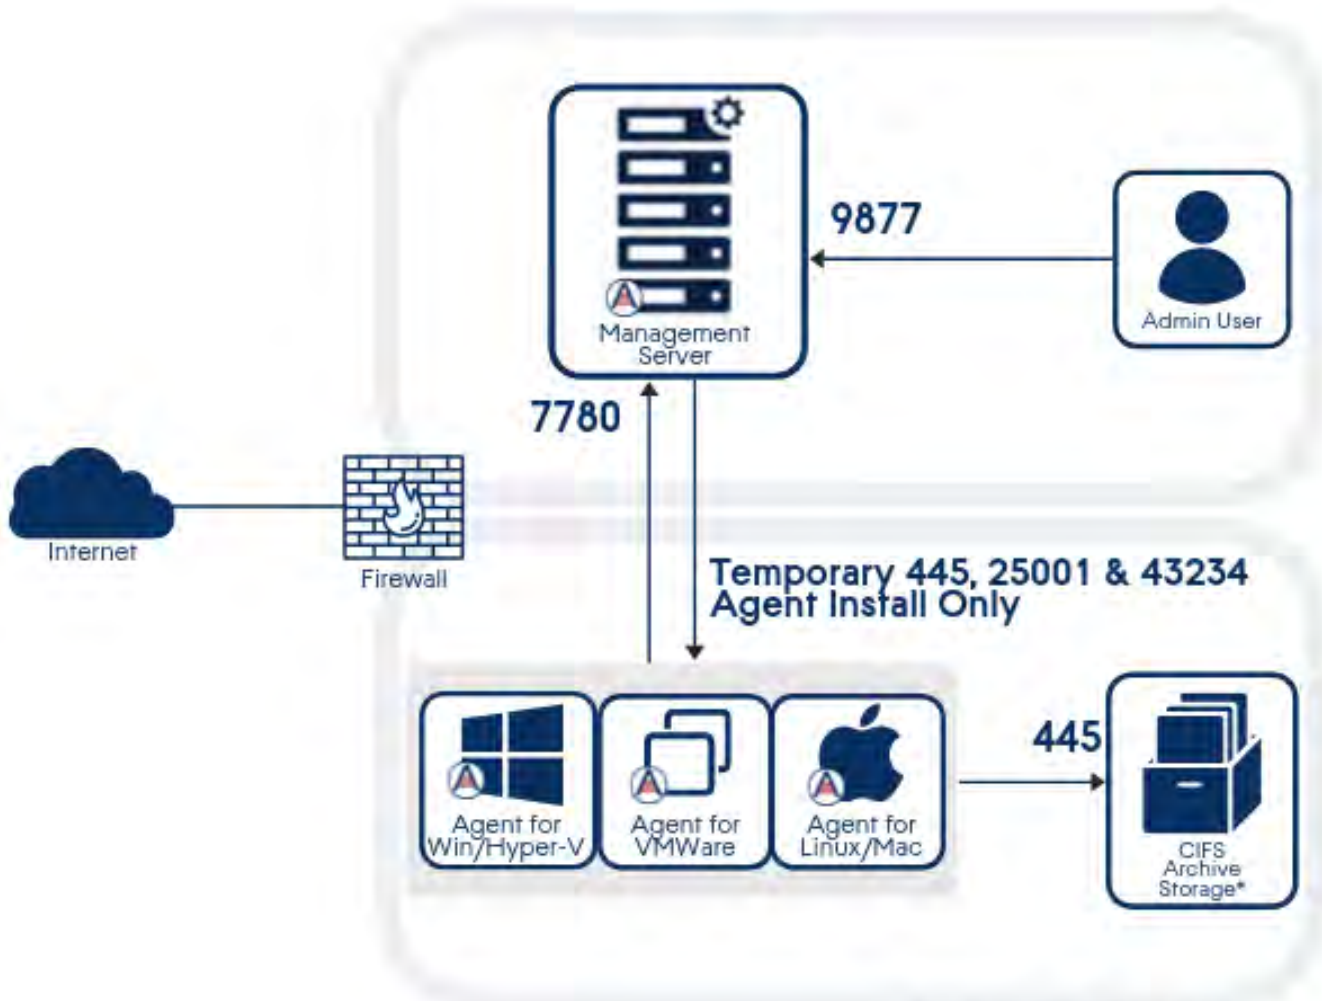 Management
Server
9877
Admin User
7780
Internet
Firewall
Temporary 445, 25001 & 43234
Agent Install Only
Agent for
Win/Hyper-V
Agent for
VMWare
Agent for
Linux/Mac
445
CIFS
Archive
Storage*